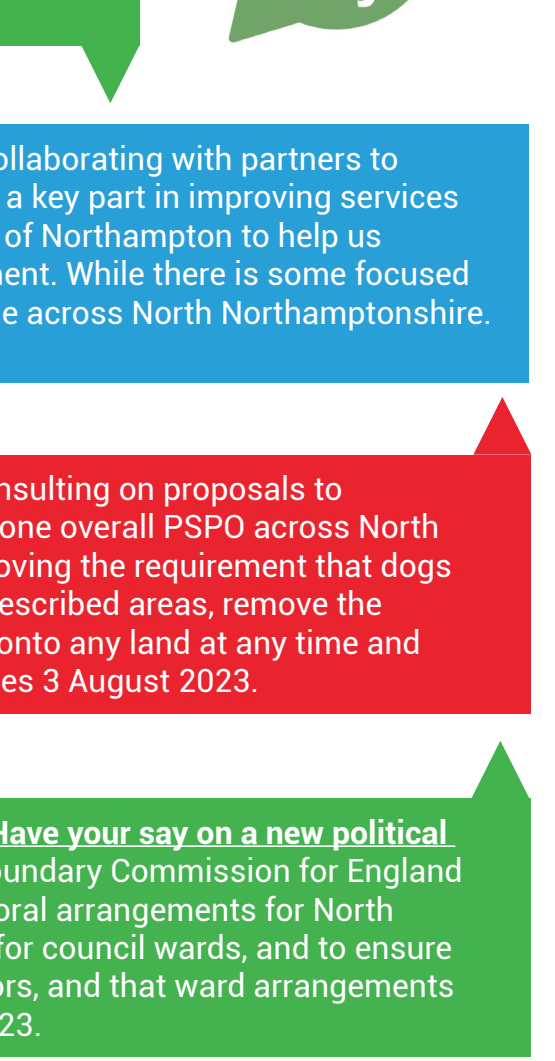 ollaborating with partners to
a key part in improving services
of Northampton to help us
ment. While there is some focused
e across North Northamptonshire.
nsulting on proposals to
one overall PSPO across North
oving the requirement that dogs
escribed areas, remove the
onto any land at any time and
es 3 August 2023.
Have your say on a new political
oundary Commission for England
oral arrangements for North
for council wards, and to ensure
ors, and that ward arrangements
23.